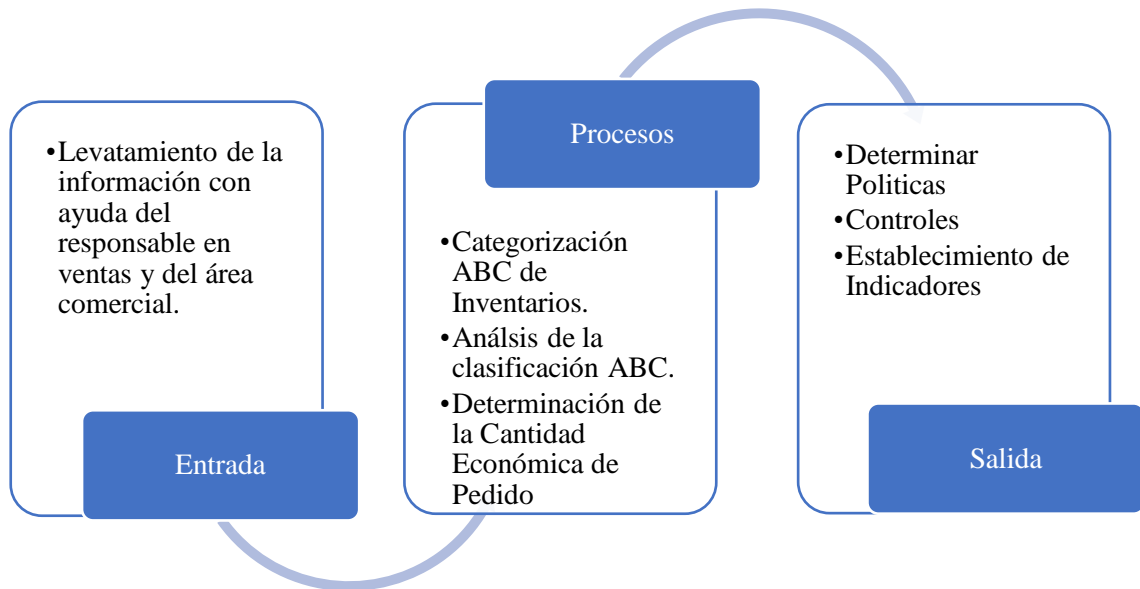 •Levatamiento de la
información con
ayuda del
responsable en
ventas y del área
comercial.
Entrada
Procesos
•Categorización
ABC de
Inventarios.
•Análsis de la
clasificación ABC.
•Determinación de
la Cantidad
Económica de
Pedido
•Determinar
Politicas
•Controles
•Establecimiento de
Indicadores
Salida